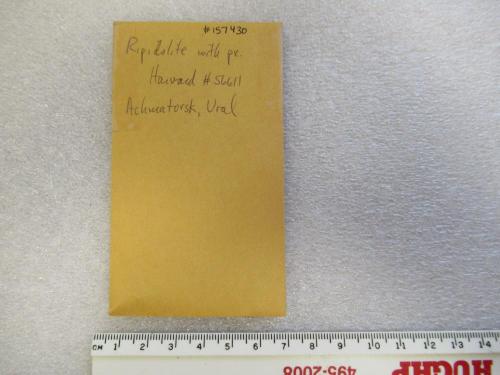 #157430
Ripidolite with pr.
Harvard #56611
Achmatorsk, Ural
CM 1 2 3 4 5 6 7 8 9 10 11 12 13 14
495-2008